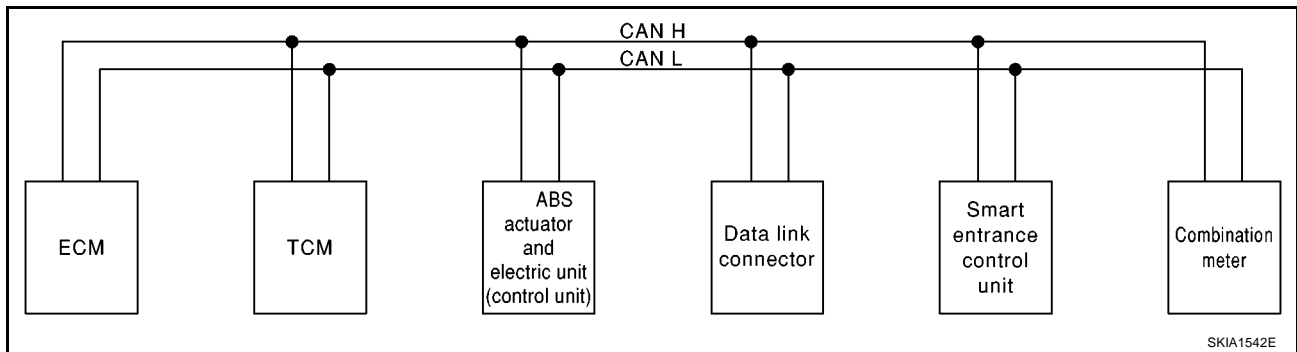 CAN H
CAN L
ECM
TCM
ABS
actuator
and
electric unit
(control unit)
Data link
connector
Smart
entrance
control
unit
Combination
meter
SKIA1542E